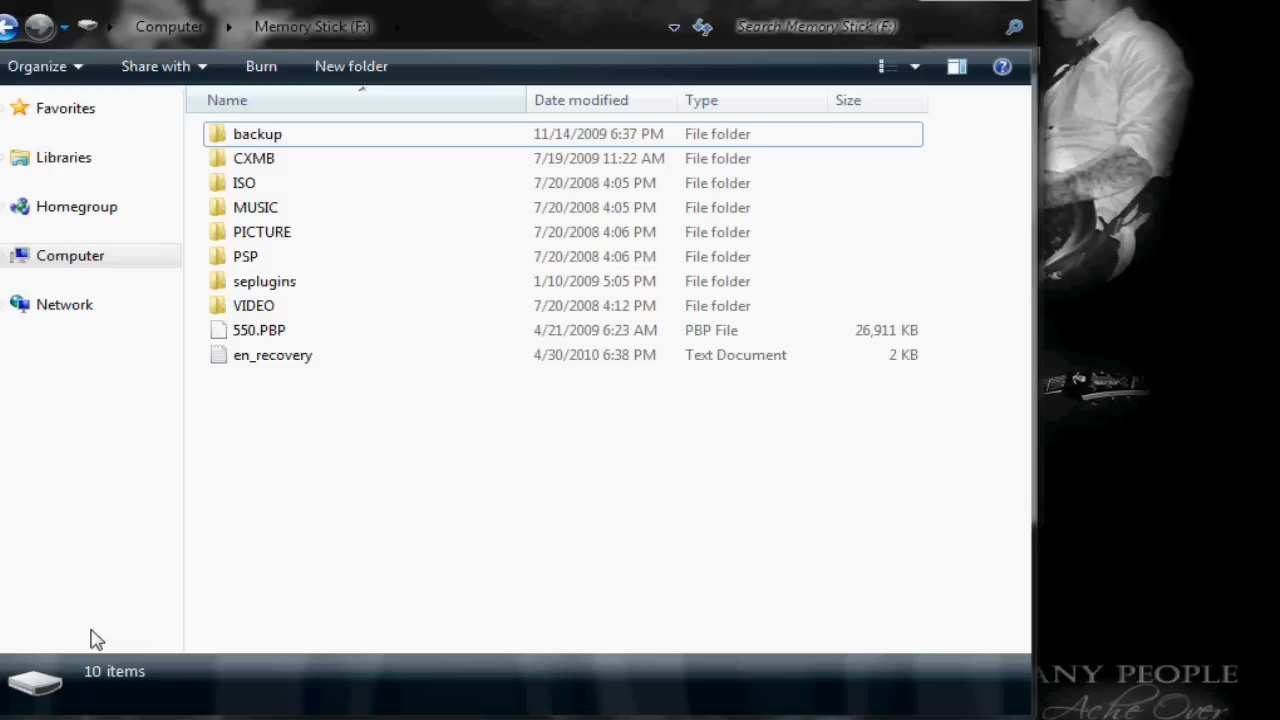 Computer Memory Stick (F:) Search Memory Stick (F:)
Organize Share with Burn New folder
Name Date modified Type Size
Favorites
Libraries
Homegroup
Computer
Network
backup 11/14/2009 6:37 PM File folder
CXMB 7/19/2009 11:22 AM File folder
ISO 7/20/2008 4:05 PM File folder
MUSIC 7/20/2008 4:05 PM File folder
PICTURE 7/20/2008 4:06 PM File folder
PSP 7/20/2008 4:06 PM File folder
seplugins 1/10/2009 5:05 PM File folder
VIDEO 7/20/2008 4:12 PM File folder
550.PBP 4/21/2009 6:23 AM PBP File 26,911 KB
en_recovery 4/30/2010 6:38 PM Text Document 2 KB
10 items
ANY PEOPLE
Ache Over